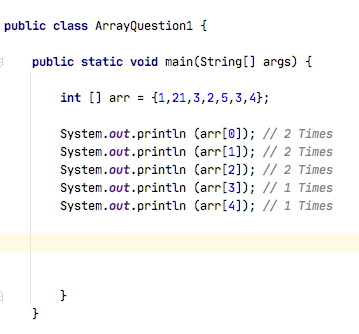 public class ArrayQuestion1 {
public static void main(String[] args) {
int [] arr = {1,21,3,2,5,3,4};
System.out.println (arr[0]); // 2 Times
System.out.println (arr[1]); // 2 Times
System.out.println (arr[2]); // 2 Times
System.out.println (arr[3]); // 1 Times
System.out.println (arr[4]); // 1 Times
}
}